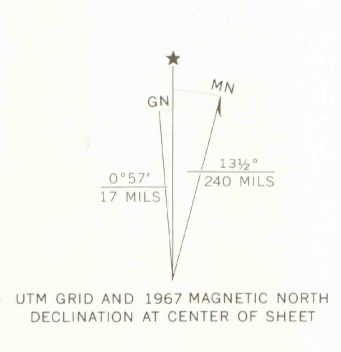 MN
GN
0°57'
17 MILS
13½°
240 MILS
UTM GRID AND 1967 MAGNETIC NORTH
DECLINATION AT CENTER OF SHEET